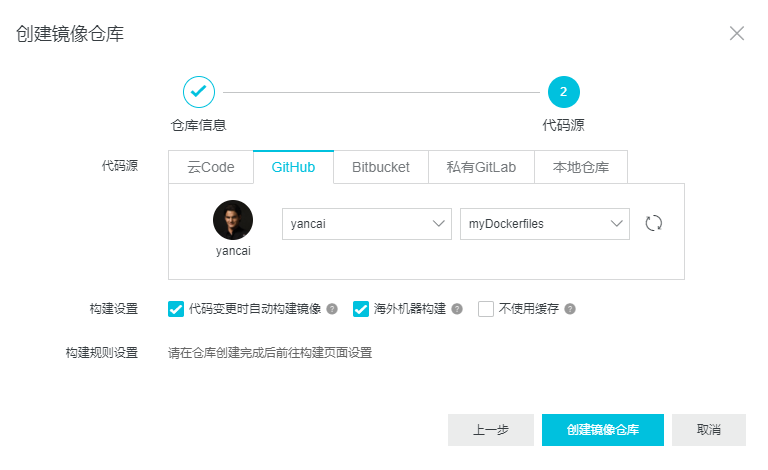 创建镜像仓库
2
仓库信息
代码源
代码源
云Code
GitHub
Bitbucket
私有GitLab
本地仓库
yancai
yancai
myDockerfiles
构建设置
代码变更时自动构建镜像 ?
海外机器构建 ?
不使用缓存 ?
构建规则设置
请在仓库创建完成后前往构建页面设置
上一步
创建镜像仓库
取消